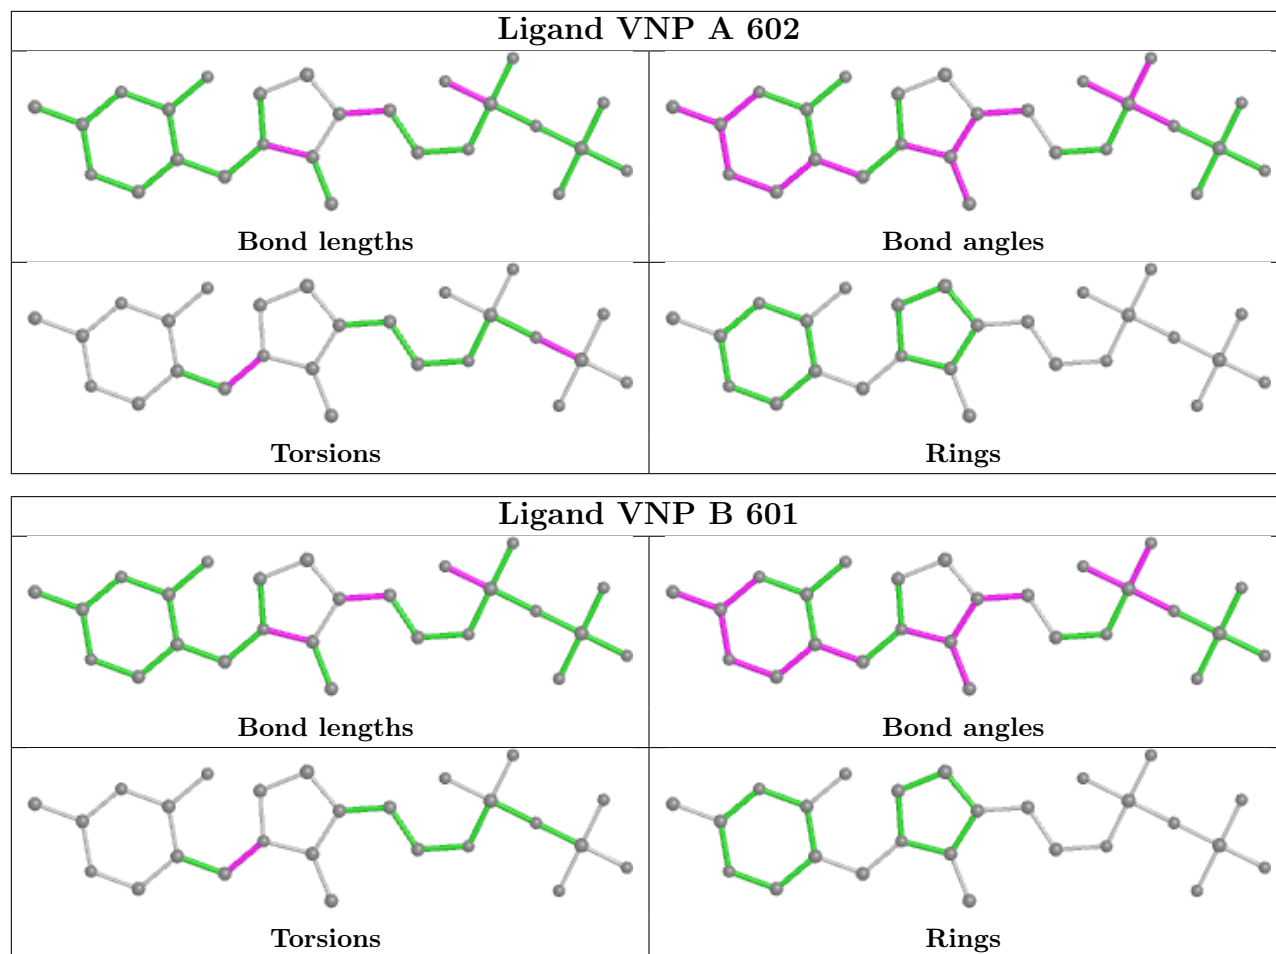 Ligand VNP A 602
Bond lengths
Bond angles
Torsions
Rings
Ligand VNP B 601
Bond lengths
Bond angles
Torsions
Rings